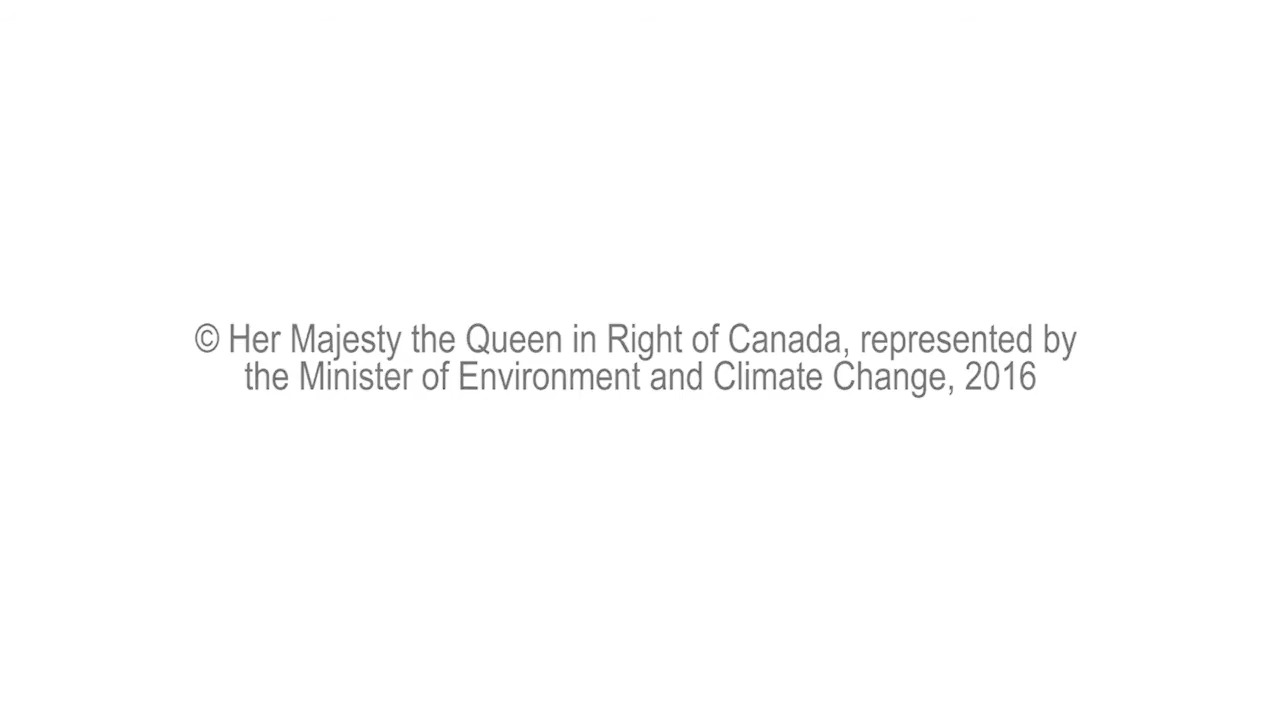 © Her Majesty the Queen in Right of Canada, represented by
the Minister of Environment and Climate Change, 2016